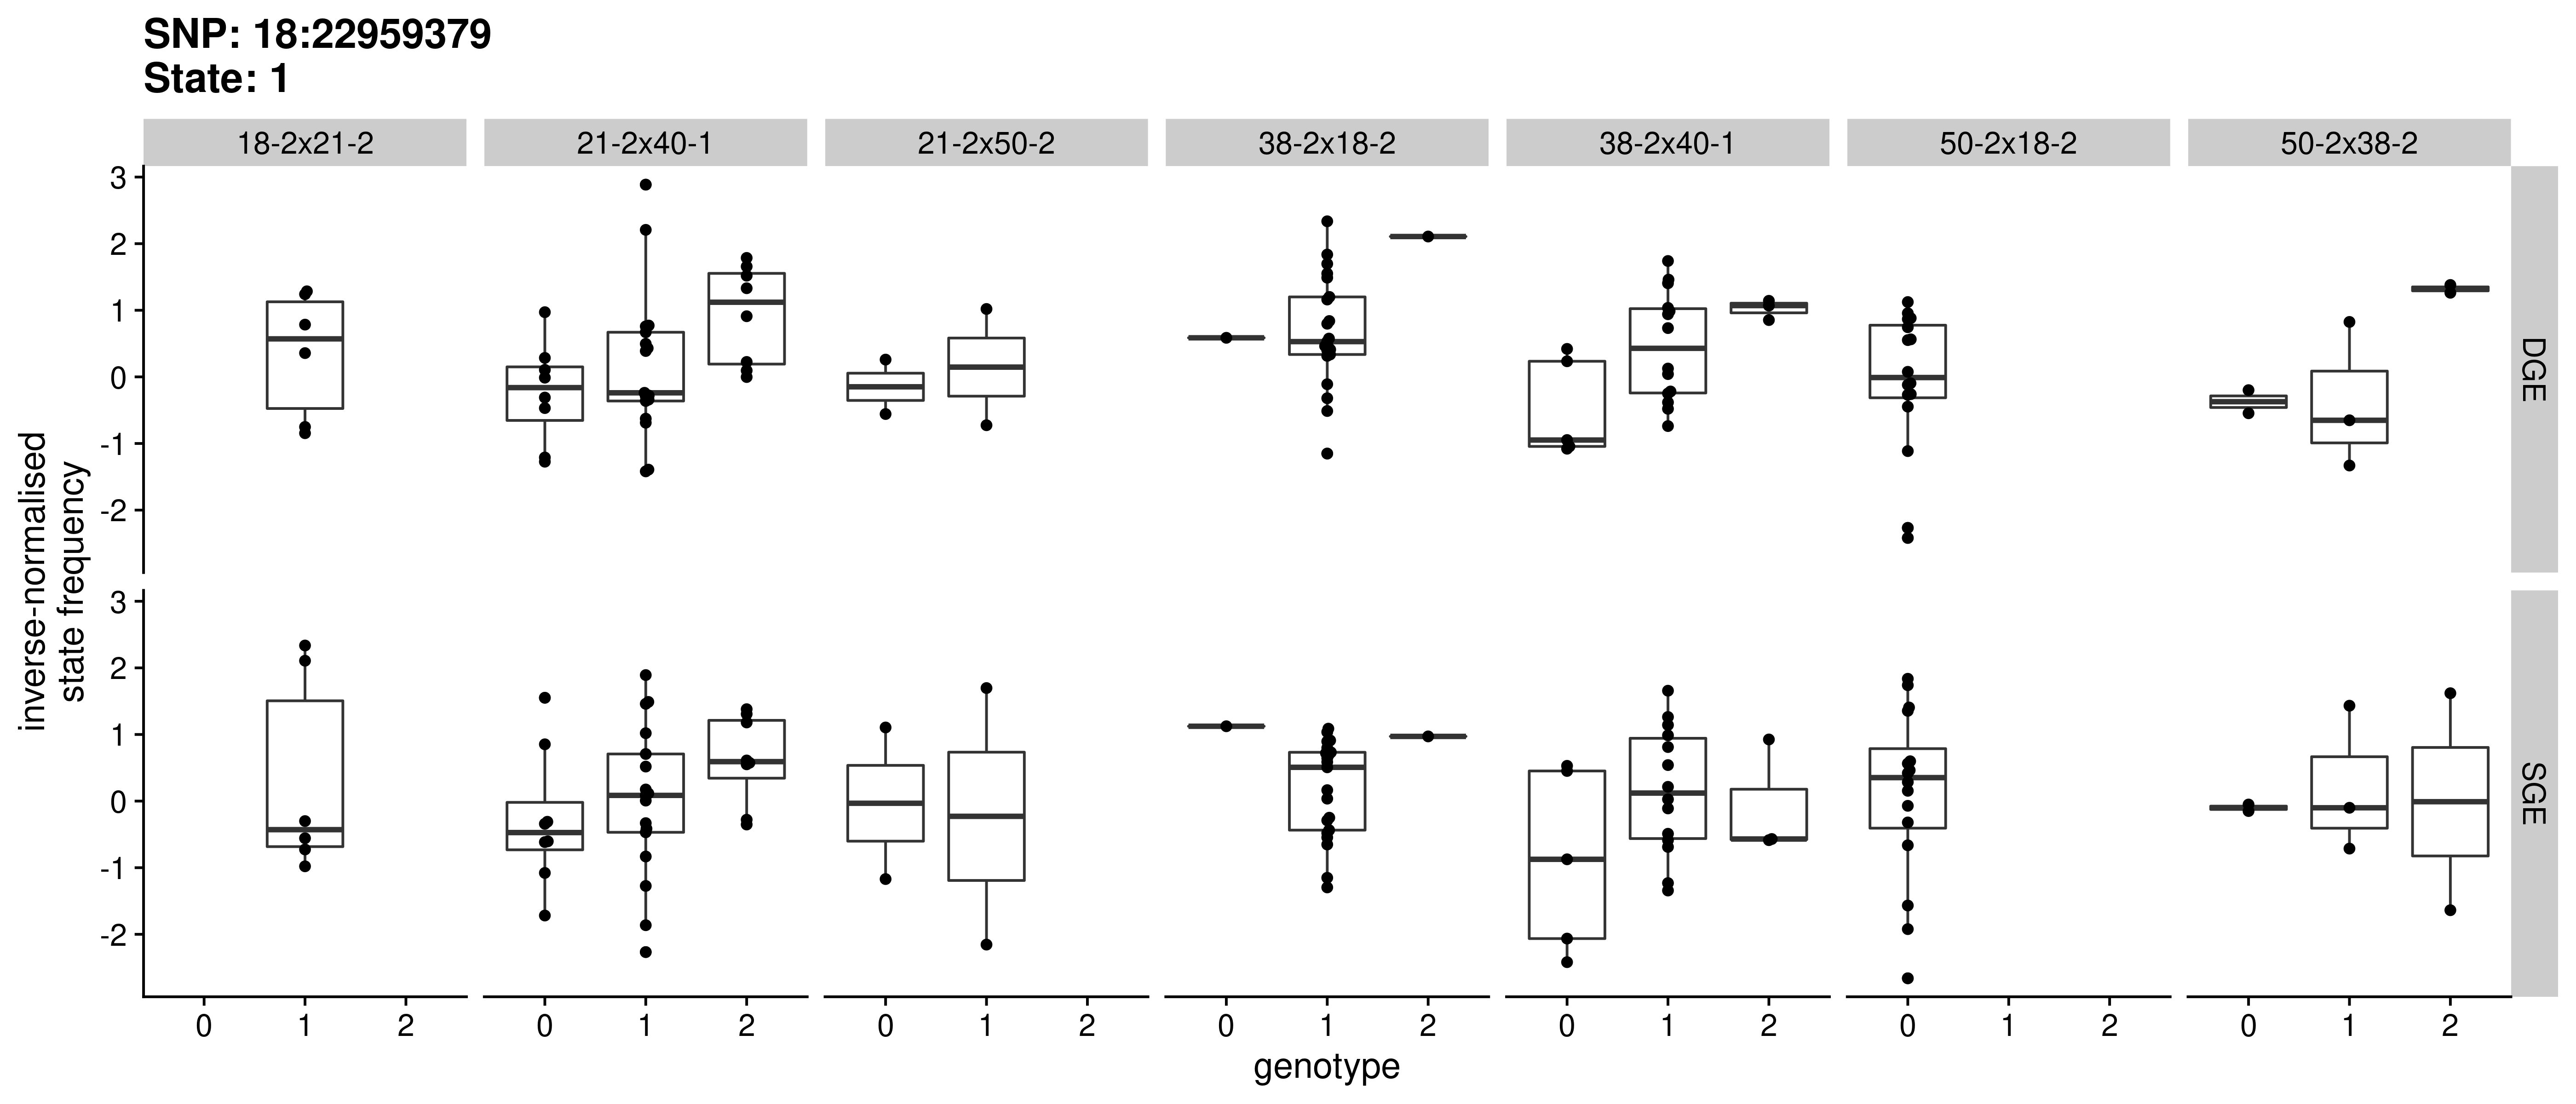 SNP: 18:22959379
State: 1
18-2x21-2
21-2x40-1
21-2x50-2
38-2x18-2
38-2x40-1
50-2x18-2
50-2x38-2
inverse-normalised
state frequency
3
2
1
0
-1
-2
DGE
3
2
1
0
-1
-2
SGE
0 1 2
0 1 2
0 1 2
0 1 2
0 1 2
0 1 2
0 1 2
genotype